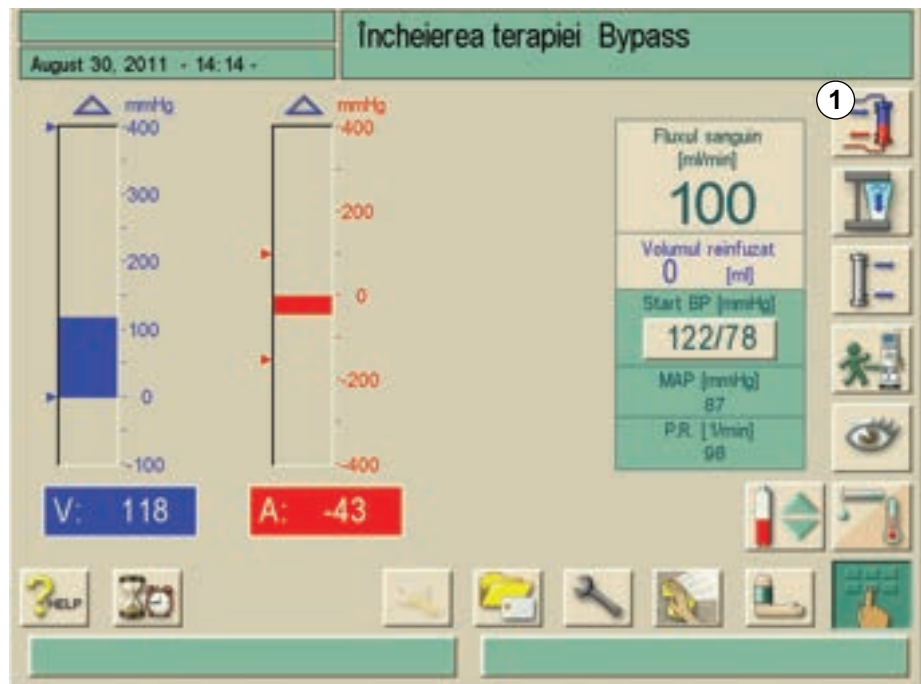 Încheierea terapiei Bypass
August 30, 2011 - 14:14 -
mmHg
mmHg
400
300
200
100
0
-100
400
200
0
-200
-400
V: 118
A: -43
1
Fluxul sanguin
[ml/min]
100
Volumul reinfuzat
0 [ml]
Start BP [mmHg]
122/78
MAP [mmHg]
87
P.R. [1/min]
98
?HELP